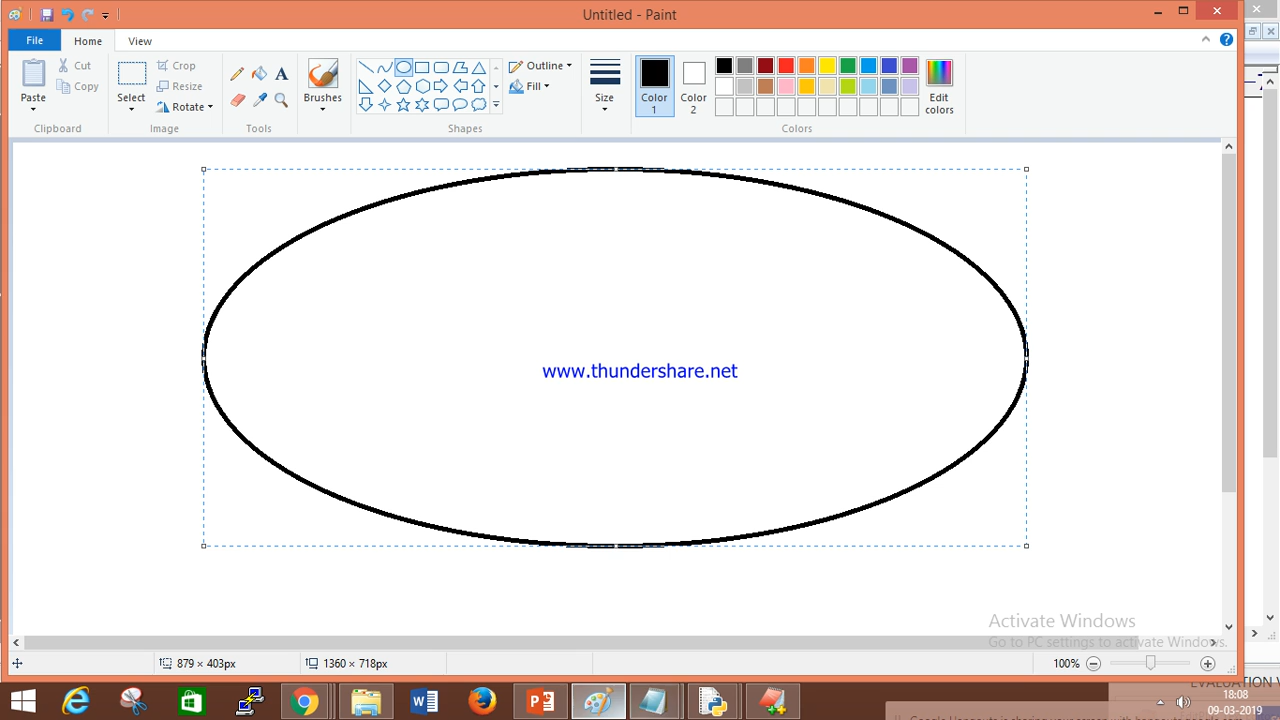 Untitled - Paint
File Home View
Paste Cut Copy Select Crop Resize Rotate Brushes Outline Fill Size Color 1 Color 2 Edit colors
Clipboard Image Tools Shapes Colors
www.thundershare.net
Activate Windows
Go to PC settings to activate Windows.
879 × 403px 1360 × 718px 100%
EVALUATION V
18:08
09-03-2019